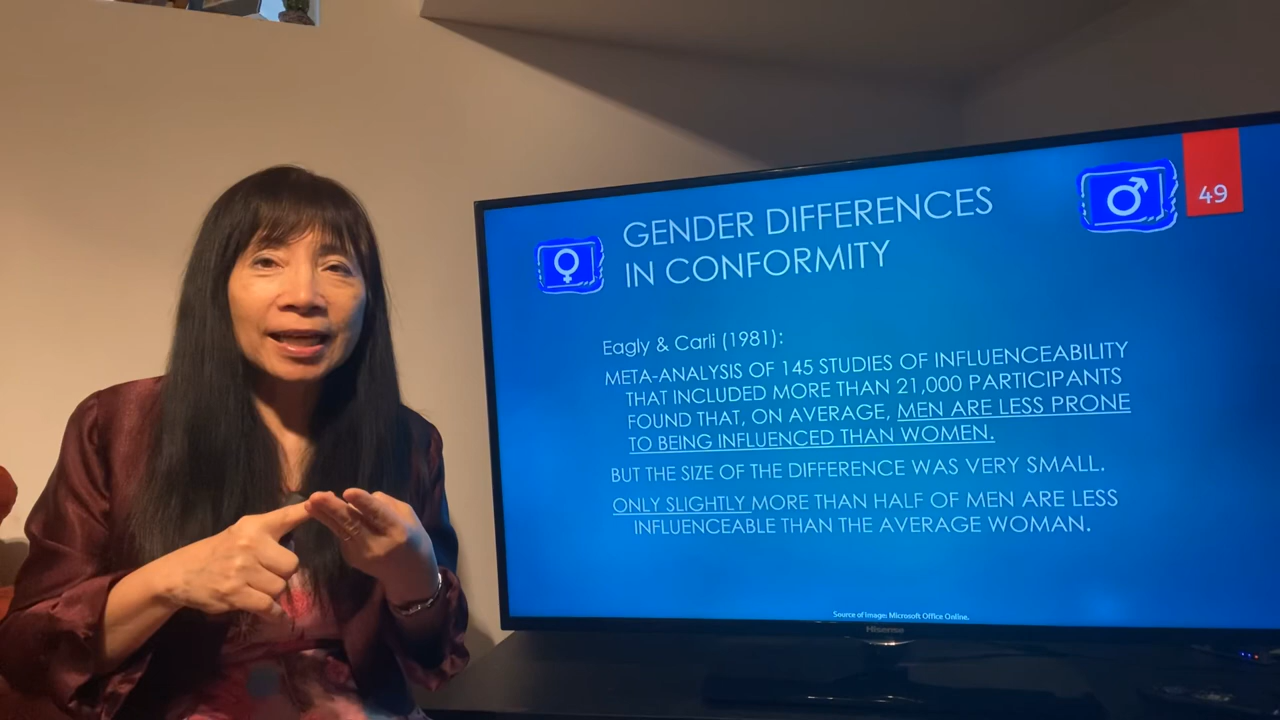 49
GENDER DIFFERENCES
IN CONFORMITY
Eagly & Carli (1981):
META-ANALYSIS OF 145 STUDIES OF INFLUENCEABILITY
THAT INCLUDED MORE THAN 21,000 PARTICIPANTS
FOUND THAT, ON AVERAGE, MEN ARE LESS PRONE
TO BEING INFLUENCED THAN WOMEN.
BUT THE SIZE OF THE DIFFERENCE WAS VERY SMALL.
ONLY SLIGHTLY MORE THAN HALF OF MEN ARE LESS
INFLUENCEABLE THAN THE AVERAGE WOMAN.
Source of Image: Microsoft Office Online.
Hisense